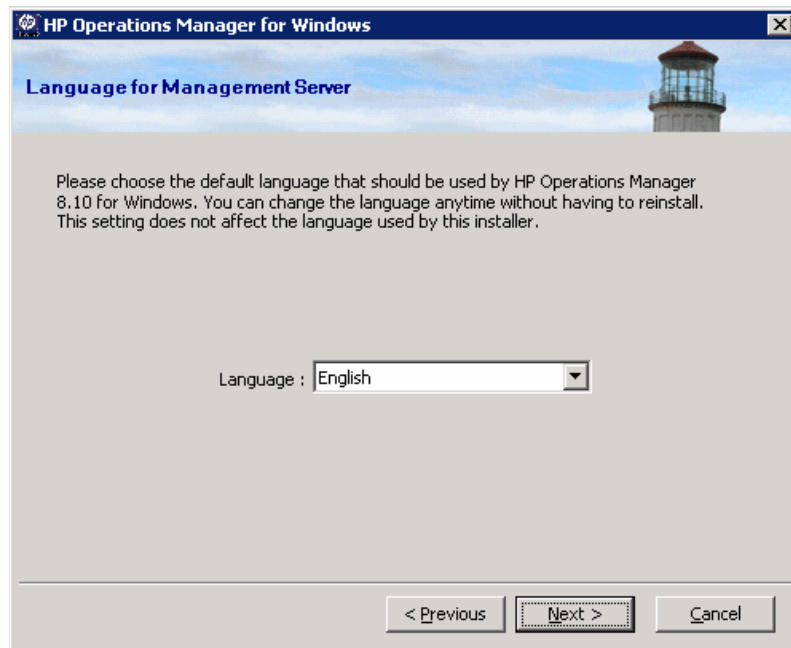 HP Operations Manager for Windows
Language for Management Server
Please choose the default language that should be used by HP Operations Manager
8.10 for Windows. You can change the language anytime without having to reinstall.
This setting does not affect the language used by this installer.
Language : English
< Previous Next > Cancel